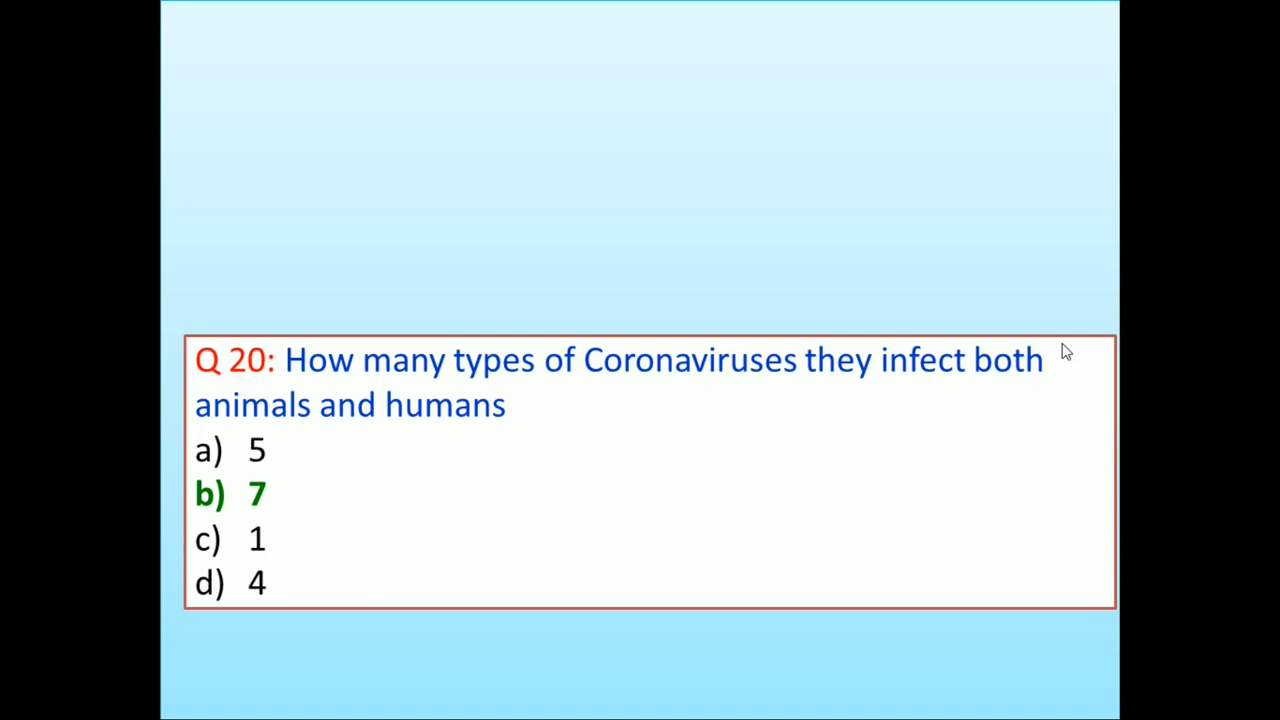 Q 20: How many types of Coronaviruses they infect both
animals and humans
a) 5
b) 7
c) 1
d) 4